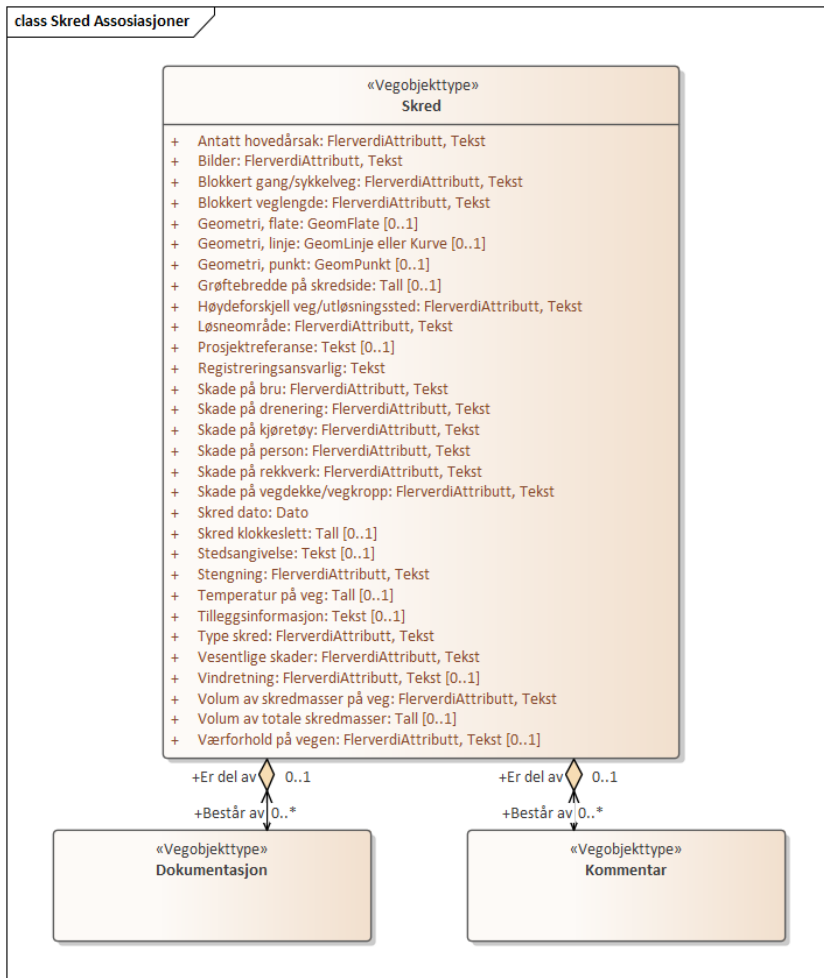 class Skred Assosiasjoner
«Vegobjekttype»
Skred
+ Antatt hovedårsak: FlerverdiAttributt, Tekst
+ Bilder: FlerverdiAttributt, Tekst
+ Blokkert gang/sykkelveg: FlerverdiAttributt, Tekst
+ Blokkert veglengde: FlerverdiAttributt, Tekst
+ Geometri, flate: GeomFlate [0..1]
+ Geometri, linje: GeomLinje eller Kurve [0..1]
+ Geometri, punkt: GeomPunkt [0..1]
+ Grøftebredde på skredside: Tall [0..1]
+ Høydeforskjell veg/utløsningssted: FlerverdiAttributt, Tekst
+ Løsneområde: FlerverdiAttributt, Tekst
+ Prosjektreferanse: Tekst [0..1]
+ Registreringsansvarlig: Tekst
+ Skade på bru: FlerverdiAttributt, Tekst
+ Skade på drenering: FlerverdiAttributt, Tekst
+ Skade på kjøretøy: FlerverdiAttributt, Tekst
+ Skade på person: FlerverdiAttributt, Tekst
+ Skade på rekkverk: FlerverdiAttributt, Tekst
+ Skade på vegdekke/vegkropp: FlerverdiAttributt, Tekst
+ Skred dato: Dato
+ Skred klokkeslett: Tall [0..1]
+ Stedsangivelse: Tekst [0..1]
+ Stengning: FlerverdiAttributt, Tekst
+ Temperatur på veg: Tall [0..1]
+ Tilleggsinformasjon: Tekst [0..1]
+ Type skred: FlerverdiAttributt, Tekst
+ Vesentlige skader: FlerverdiAttributt, Tekst
+ Vindretning: FlerverdiAttributt, Tekst [0..1]
+ Volum av skredmasser på veg: FlerverdiAttributt, Tekst
+ Volum av totale skredmasser: Tall [0..1]
+ Værforhold på vegen: FlerverdiAttributt, Tekst [0..1]
+Er del av 0..1
+Består av 0..*
«Vegobjekttype»
Dokumentasjon
+Er del av 0..1
+Består av 0..*
«Vegobjekttype»
Kommentar